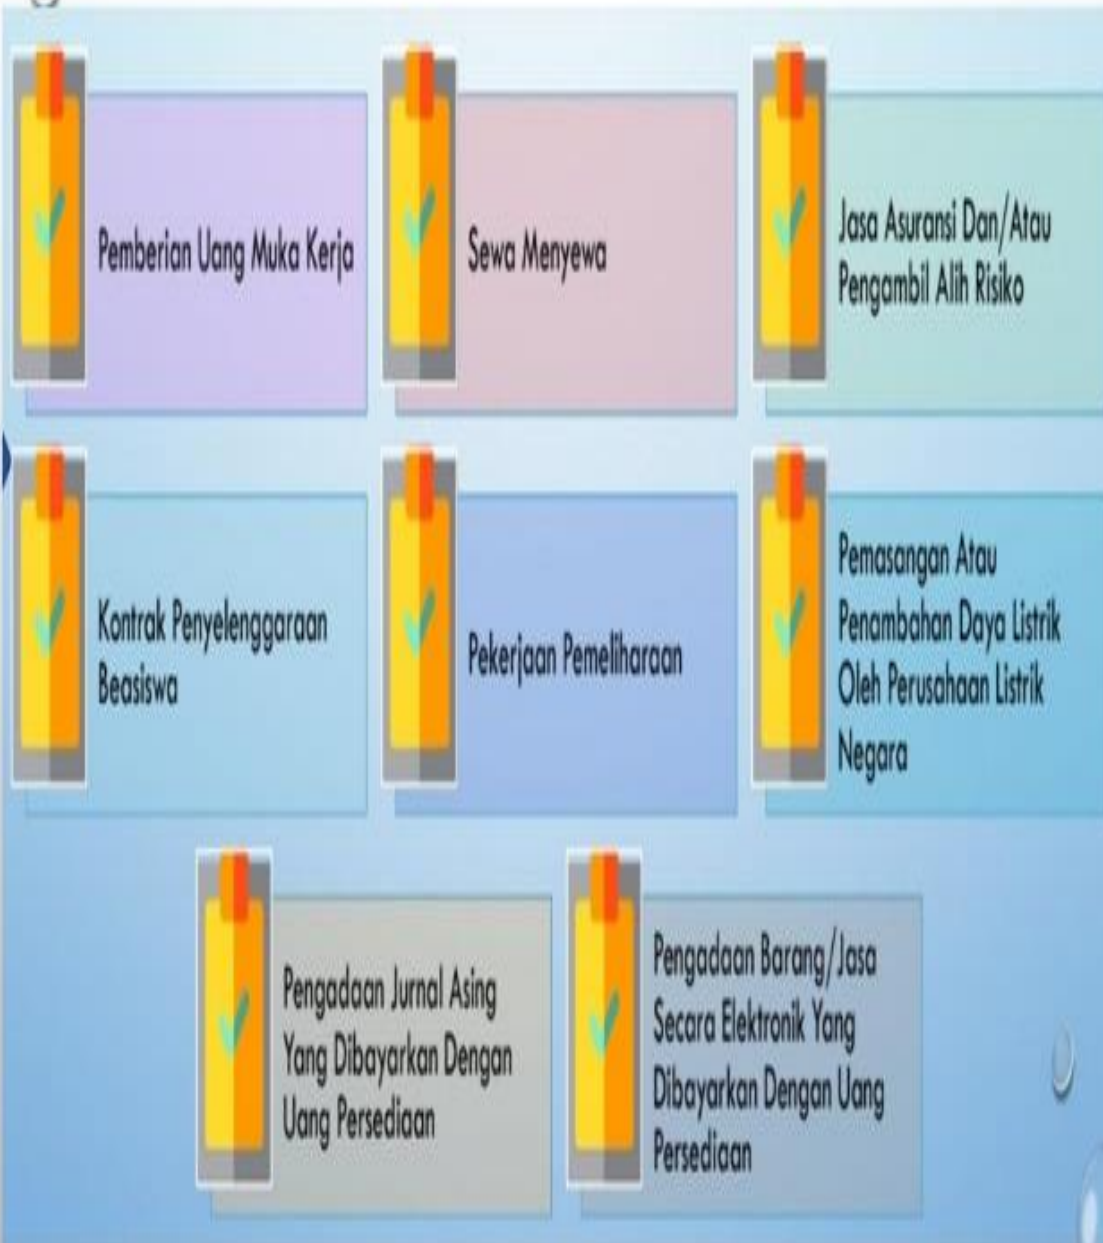 Pemberian Uang Muka Kerja
Sewa Menyewa
Jasa Asuransi Dan/Atau
Pengambil Alih Risiko
Kontrak Penyelenggaraan
Beasiswa
Pekerjaan Pemeliharaan
Pemasangan Atau
Penambahan Daya Listrik
Oleh Perusahaan Listrik
Negara
Pengadaan Jurnal Asing
Yang Dibayarkan Dengan
Uang Persediaan
Pengadaan Barang/Jasa
Secara Elektronik Yang
Dibayarkan Dengan Uang
Persediaan